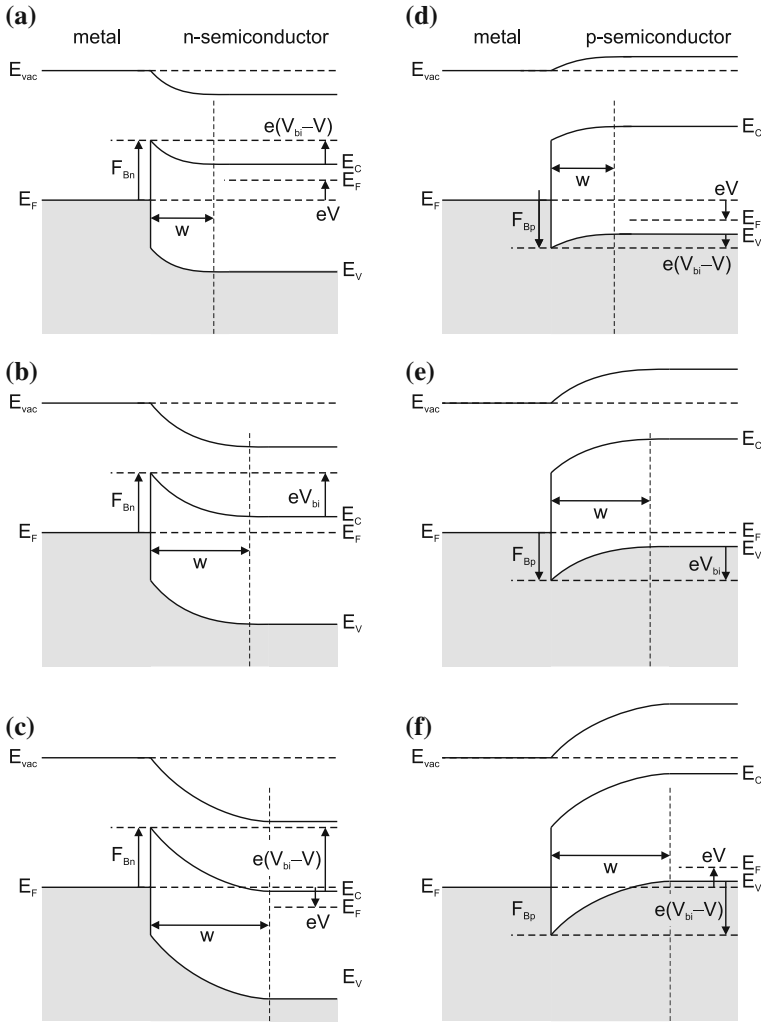 (a)
metal n-semiconductor
E_vac
e(V_bi–V)
F_Bn
E_C
E_F
E_F
eV
w
E_V
(d)
metal p-semiconductor
E_vac
E_C
w
E_F
eV
F_Bp
E_F
E_V
e(V_bi–V)
(b)
E_vac
F_Bn
eV_bi
E_C
E_F
E_F
w
E_V
(e)
E_vac
E_C
w
E_F
E_F
F_Bp
E_V
eV_bi
(c)
E_vac
F_Bn
e(V_bi–V)
E_F
E_C
E_F
eV
w
E_V
(f)
E_vac
E_C
w
eV
E_F
E_F
E_V
F_Bp
e(V_bi–V)